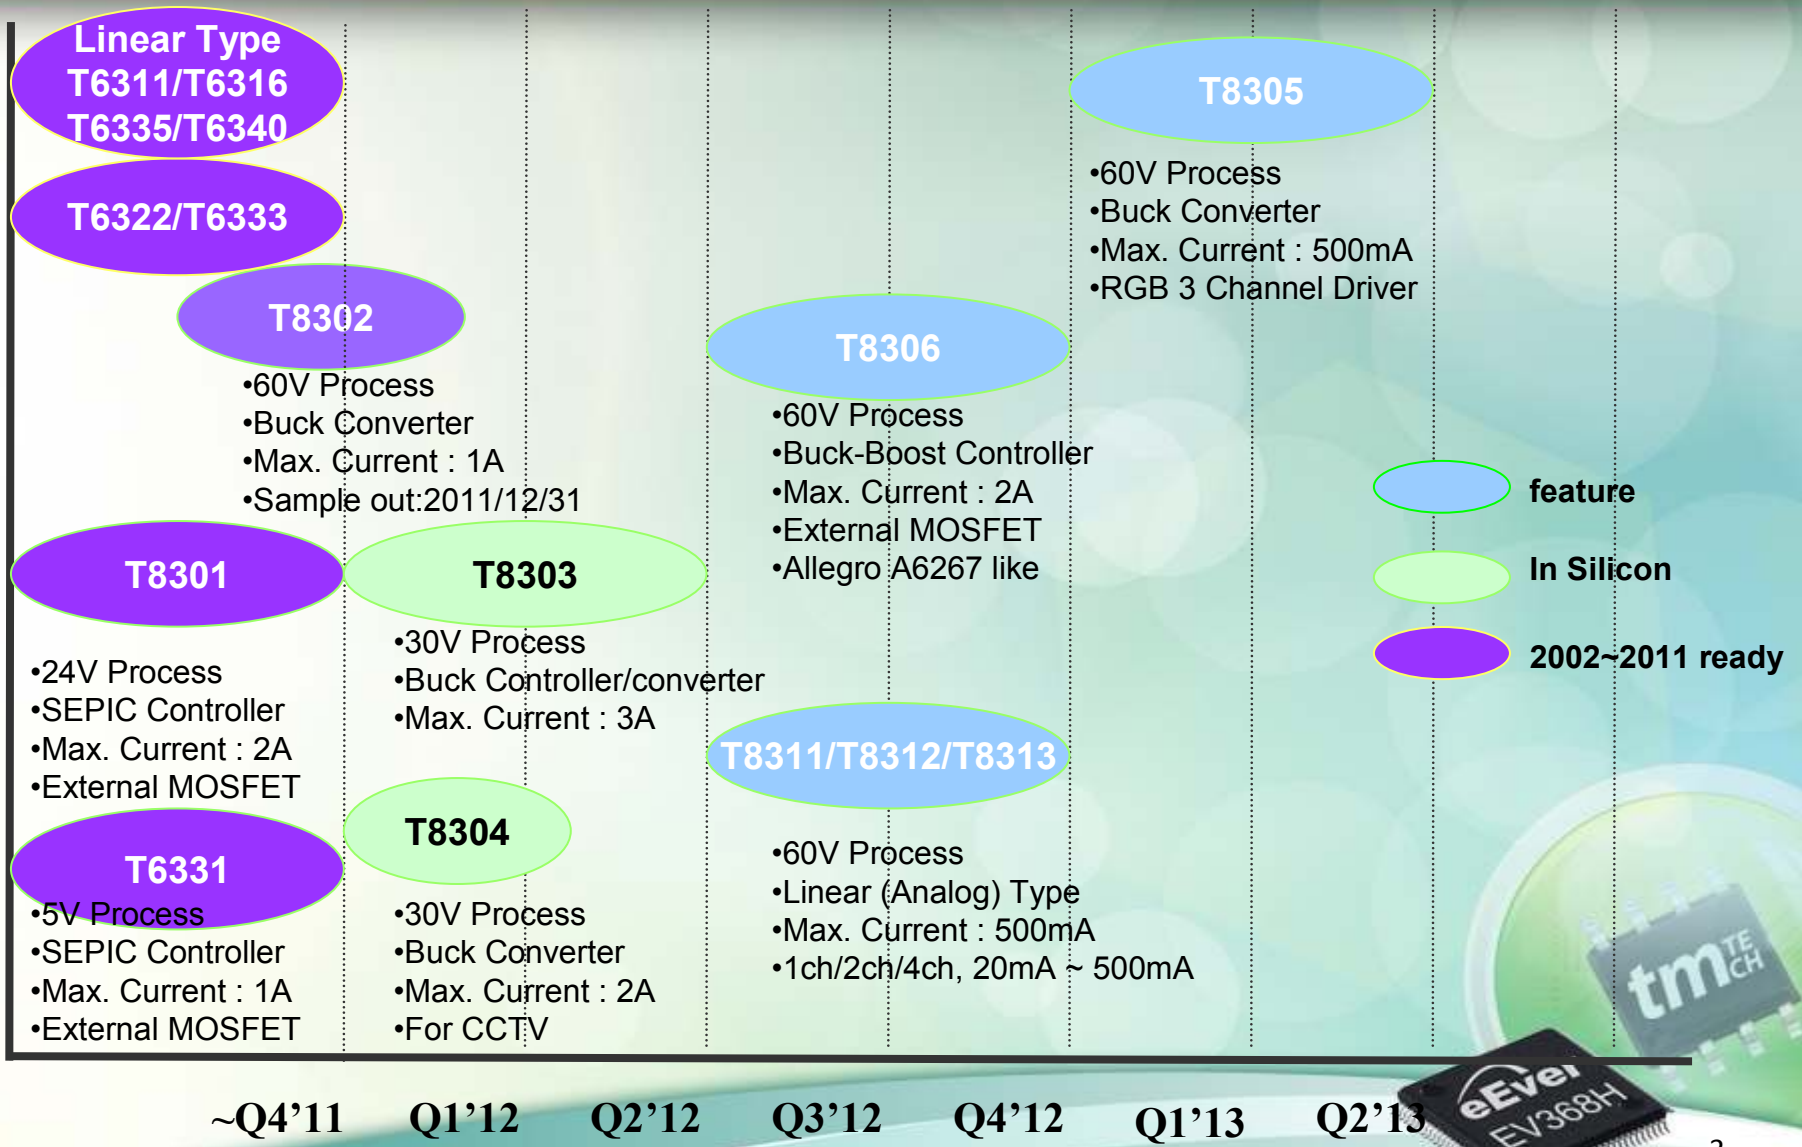 Linear Type
T6311/T6316
T6335/T6340
T6322/T6333
T8302
•60V Process
•Buck Converter
•Max. Current : 1A
•Sample out:2011/12/31
T8301
•24V Process
•SEPIC Controller
•Max. Current : 2A
•External MOSFET
T6331
•5V Process
•SEPIC Controller
•Max. Current : 1A
•External MOSFET
T8303
•30V Process
•Buck Controller/converter
•Max. Current : 3A
T8304
•30V Process
•Buck Converter
•Max. Current : 2A
•For CCTV
T8306
•60V Process
•Buck-Boost Controller
•Max. Current : 2A
•External MOSFET
•Allegro A6267 like
T8311/T8312/T8313
•60V Process
•Linear (Analog) Type
•Max. Current : 500mA
•1ch/2ch/4ch, 20mA ~ 500mA
T8305
•60V Process
•Buck Converter
•Max. Current : 500mA
•RGB 3 Channel Driver
feature
In Silicon
2002~2011 ready
tm TE
CH
eEver
EV368H
~Q4’11 Q1’12 Q2’12 Q3’12 Q4’12 Q1’13 Q2’13